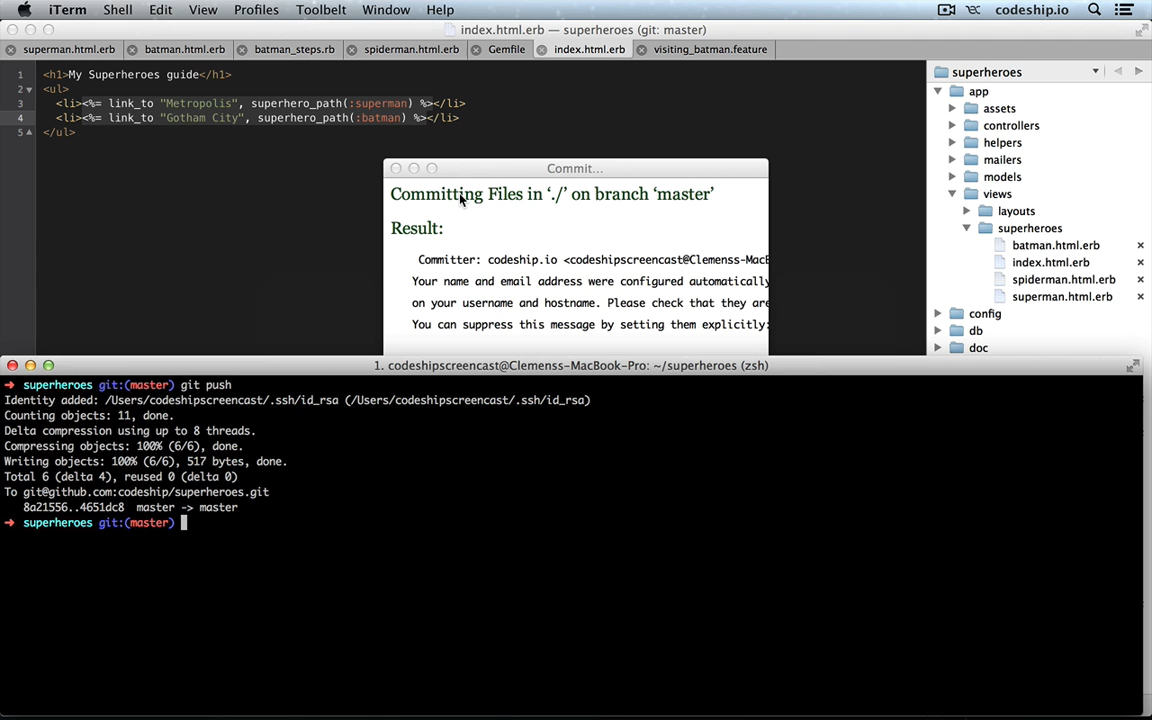 iTerm Shell Edit View Profiles Toolbelt Window Help codeship.io
index.html.erb — superheroes (git: master)
superman.html.erb batman.html.erb batman_steps.rb spiderman.html.erb Gemfile index.html.erb visiting_batman.feature
1 <h1>My Superheroes guide</h1>
2 <ul>
3 <li><%= link_to "Metropolis", superhero_path(:superman) %></li>
4 <li><%= link_to "Gotham City", superhero_path(:batman) %></li>
5 </ul>
superheroes
app
assets
controllers
helpers
mailers
models
views
layouts
superheroes
batman.html.erb
index.html.erb
spiderman.html.erb
superman.html.erb
config
db
doc
Commit...
Committing Files in ‘./’ on branch ‘master’
Result:
Committer: codeship.io <codeshipscreencast@Clemenss-MacB
Your name and email address were configured automatically
on your username and hostname. Please check that they are
You can suppress this message by setting them explicitly:
1. codeshipscreencast@Clemenss-MacBook-Pro: ~/superheroes (zsh)
➜ superheroes git:(master) git push
Identity added: /Users/codeshipscreencast/.ssh/id_rsa (/Users/codeshipscreencast/.ssh/id_rsa)
Counting objects: 11, done.
Delta compression using up to 8 threads.
Compressing objects: 100% (6/6), done.
Writing objects: 100% (6/6), 517 bytes, done.
Total 6 (delta 4), reused 0 (delta 0)
To git@github.com:codeship/superheroes.git
8a21556..4651dc8 master -> master
➜ superheroes git:(master)